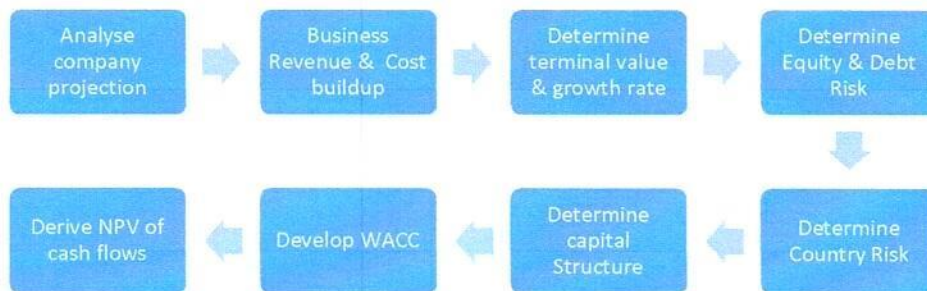 Analyse
company
projection
Business
Revenue & Cost
buildup
Determine
terminal value
& growth rate
Determine
Equity & Debt
Risk
Determine
Country Risk
Determine
capital
Structure
Develop WACC
Derive NPV of
cash flows